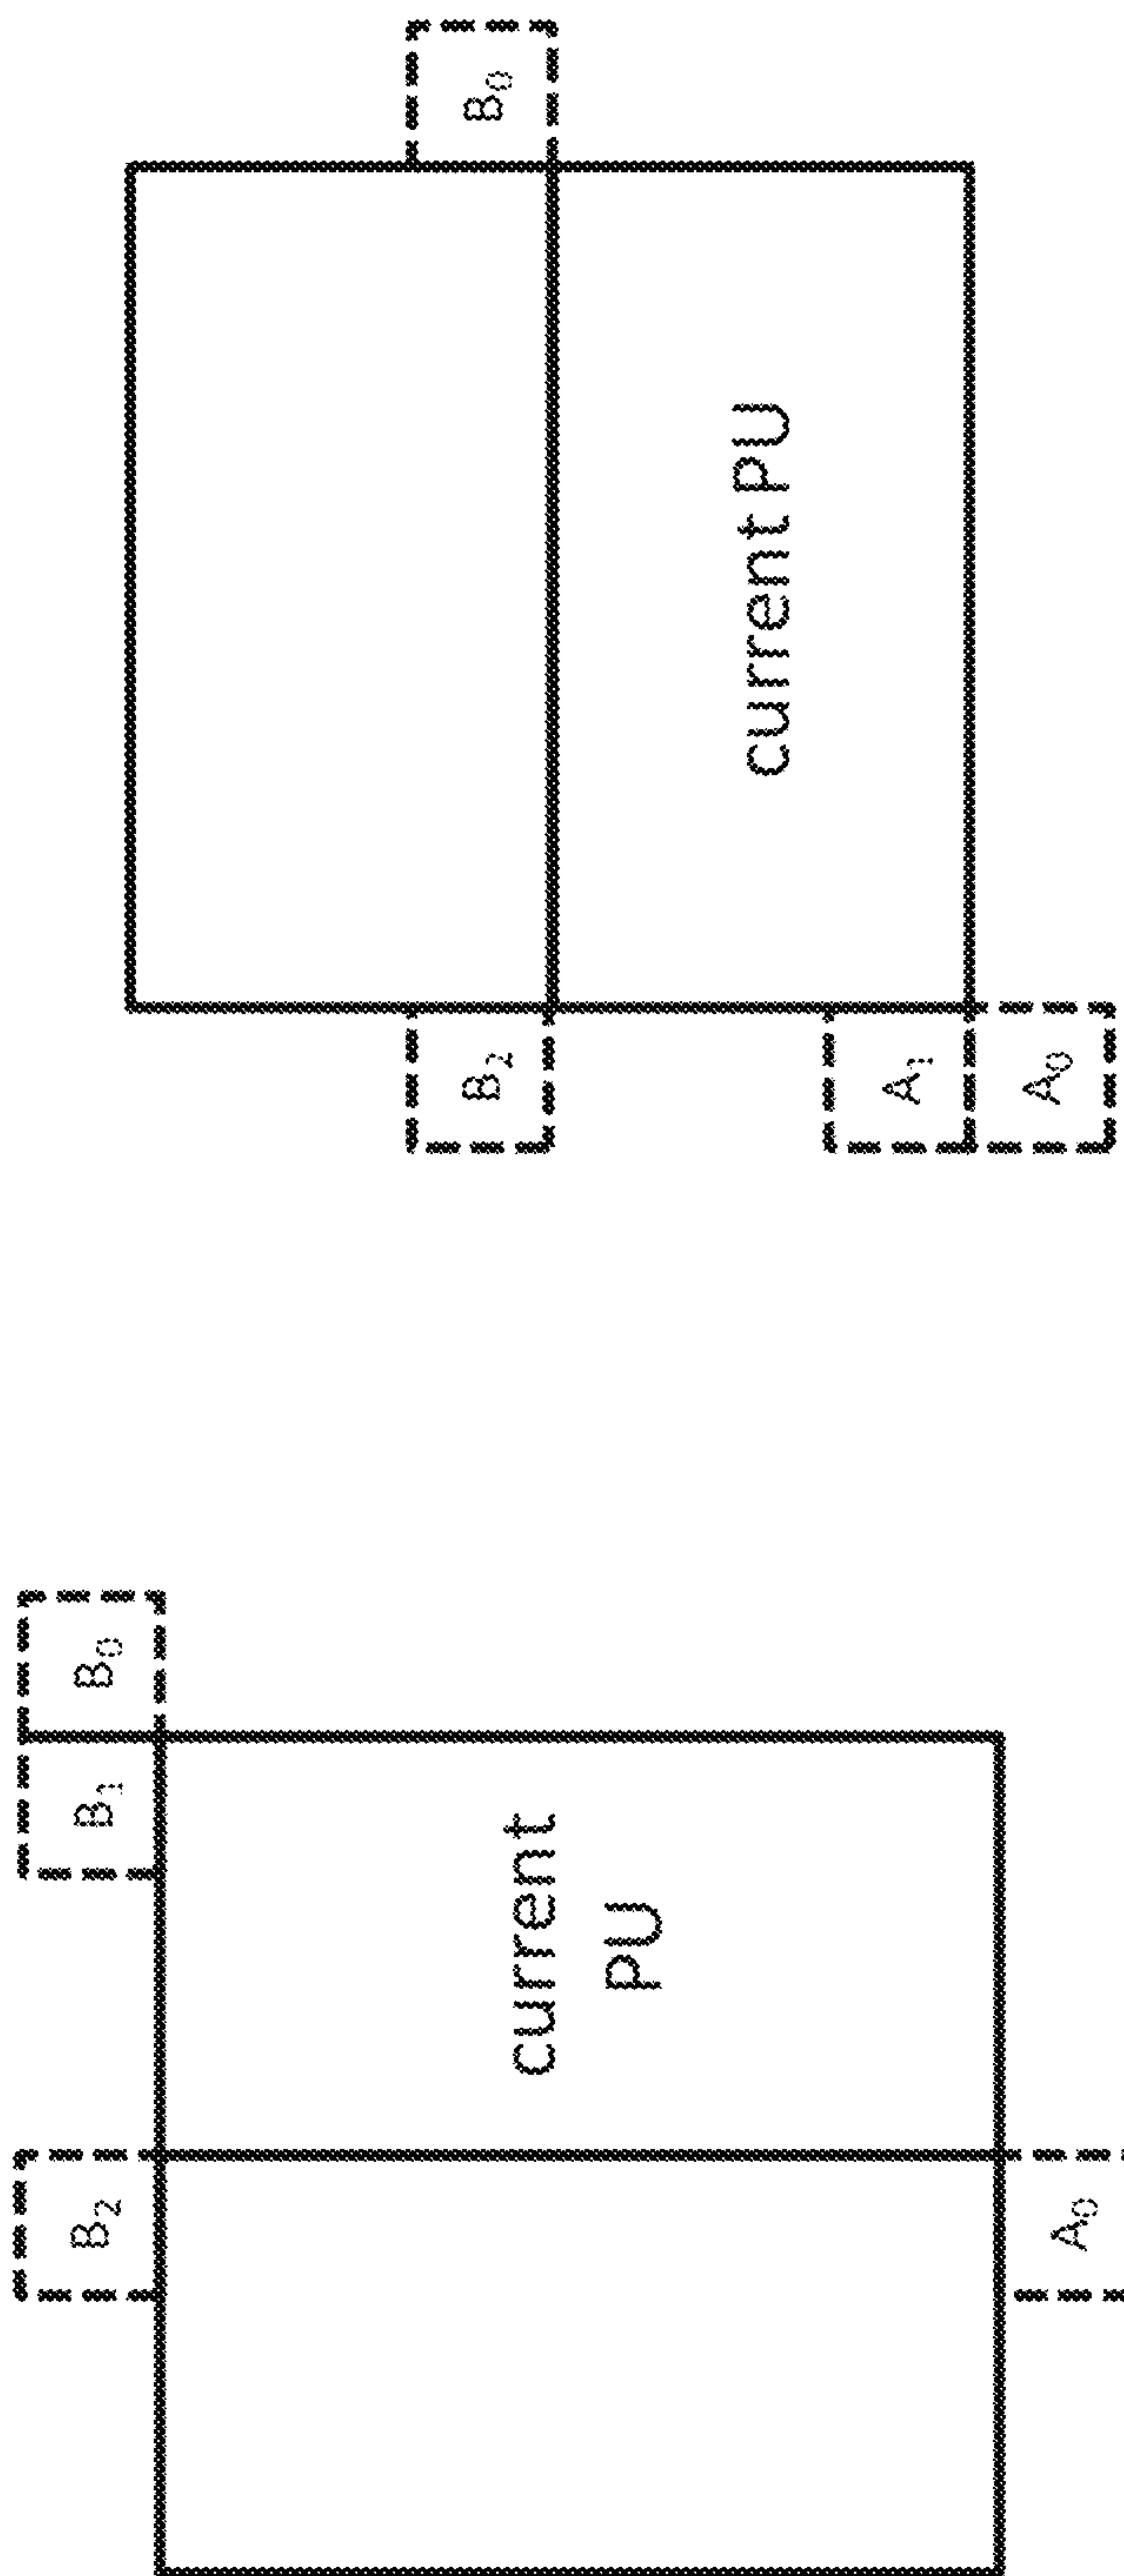 B₂
B₁
B₀
current
PU
A₀
B₂
B₀
current PU
A₁
A₀